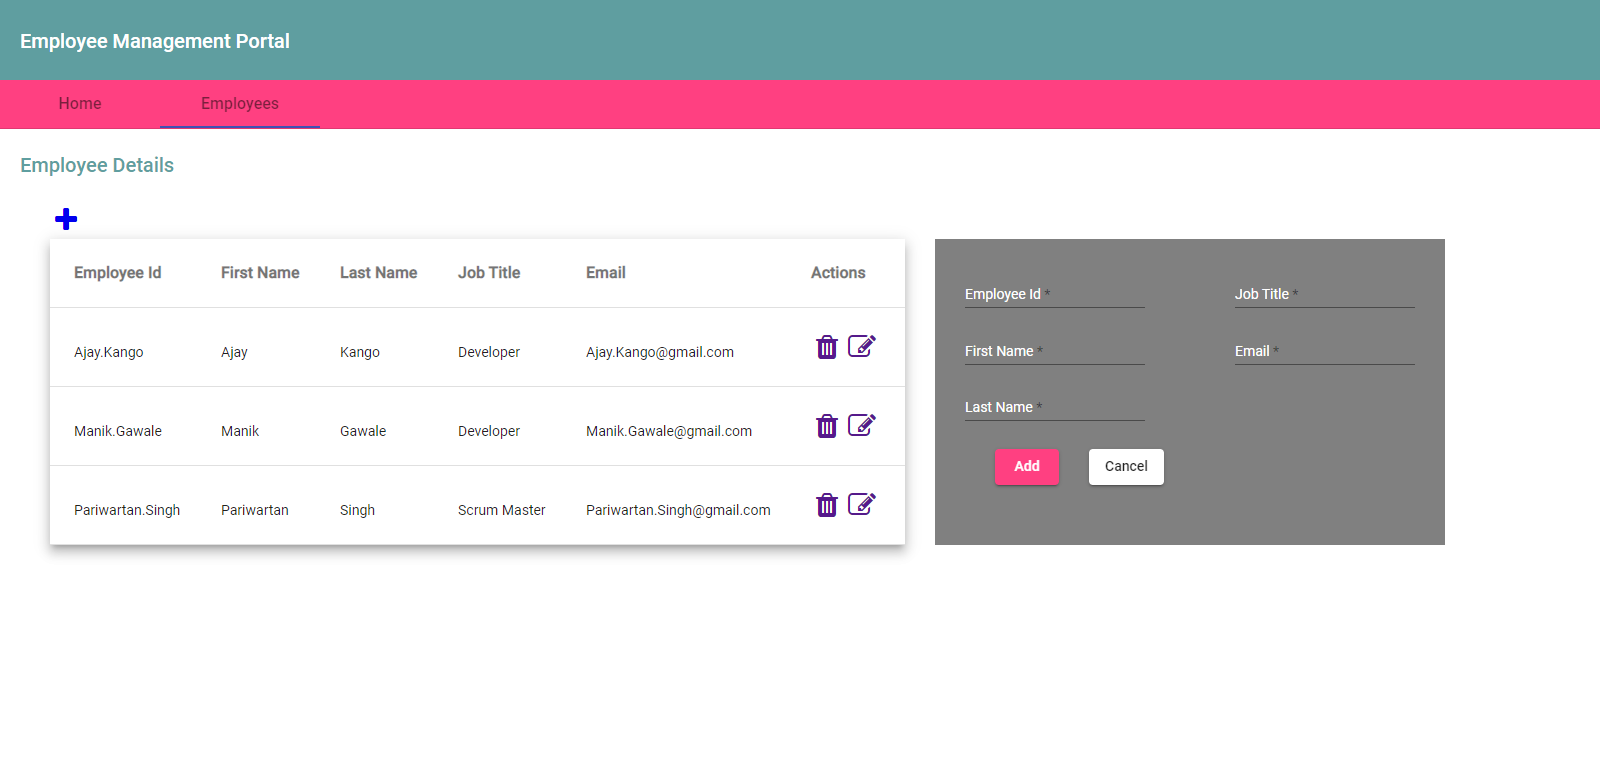 Employee Management Portal
Home Employees
Employee Details
Employee Id First Name Last Name Job Title Email Actions
Ajay.Kango Ajay Kango Developer Ajay.Kango@gmail.com
Manik.Gawale Manik Gawale Developer Manik.Gawale@gmail.com
Pariwartan.Singh Pariwartan Singh Scrum Master Pariwartan.Singh@gmail.com
Employee Id * Job Title *
First Name * Email *
Last Name *
Add Cancel